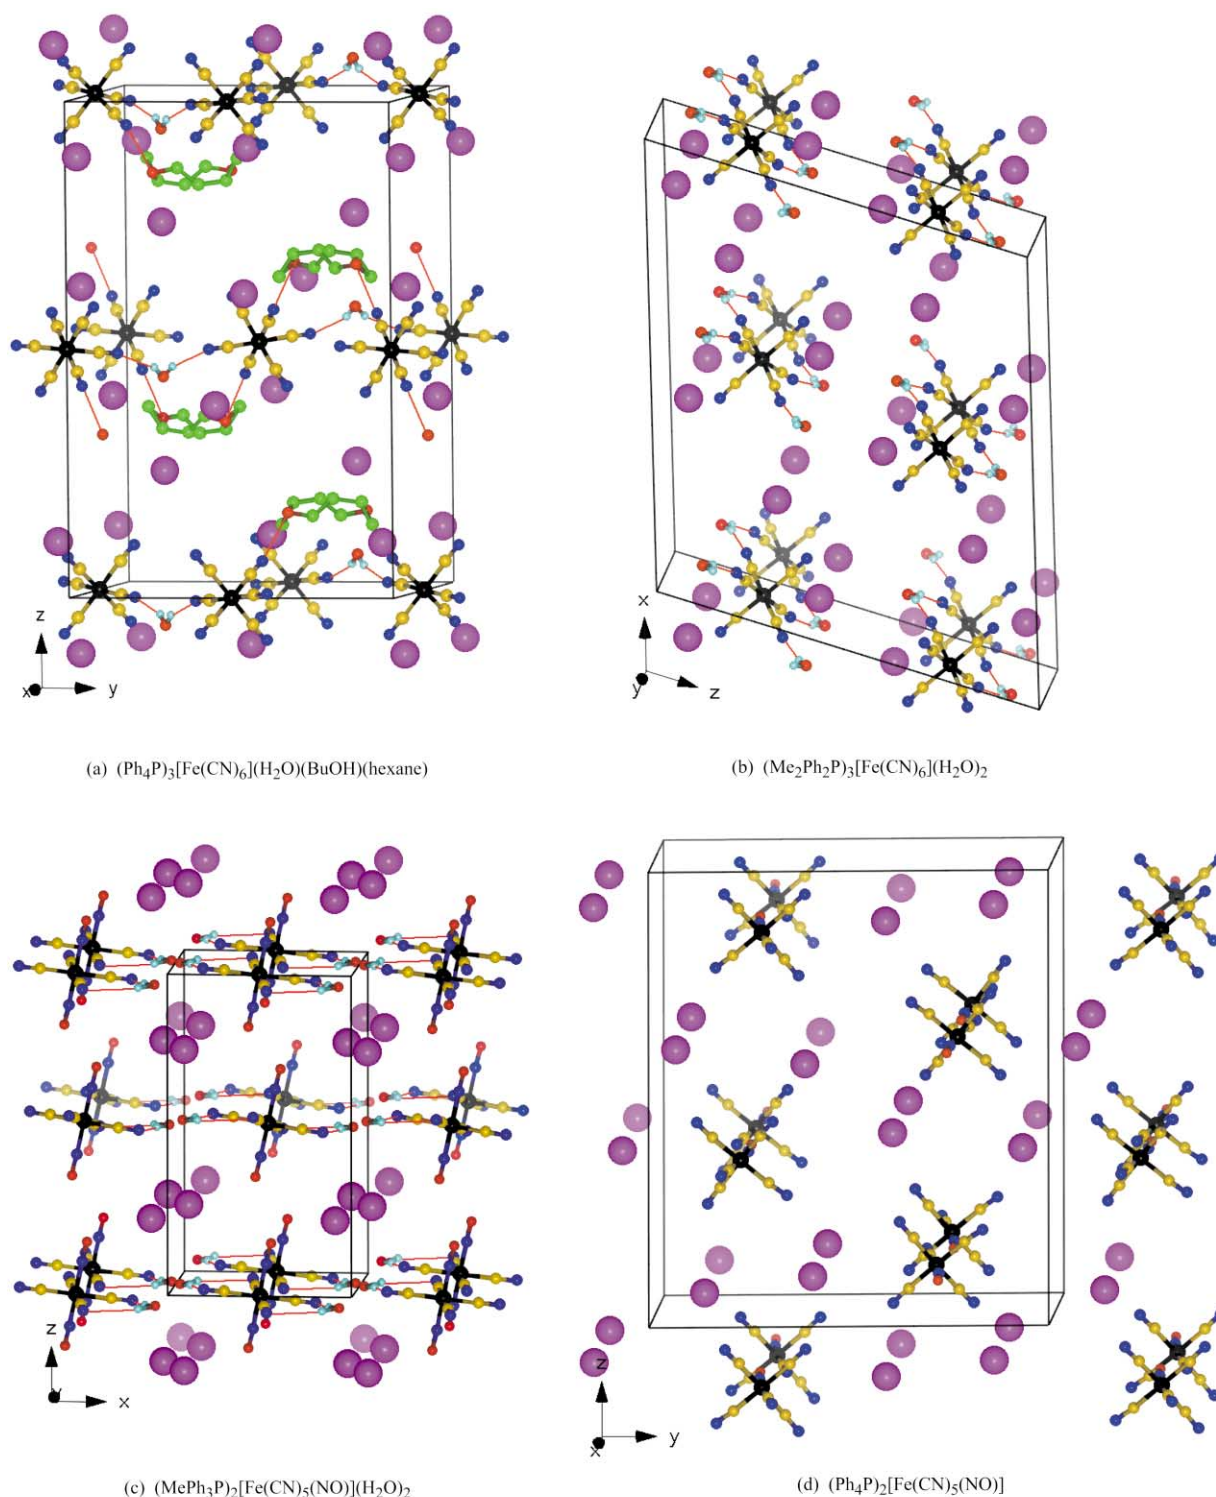 z
x
y
(a) (Ph₄P)₃[Fe(CN)₆](H₂O)(BuOH)(hexane)
x
y
z
(b) (Me₂Ph₂P)₃[Fe(CN)₆](H₂O)₂
z
y
x
(c) (MePh₃P)₂[Fe(CN)₅(NO)](H₂O)₂
z
x
y
(d) (Ph₄P)₂[Fe(CN)₅(NO)]